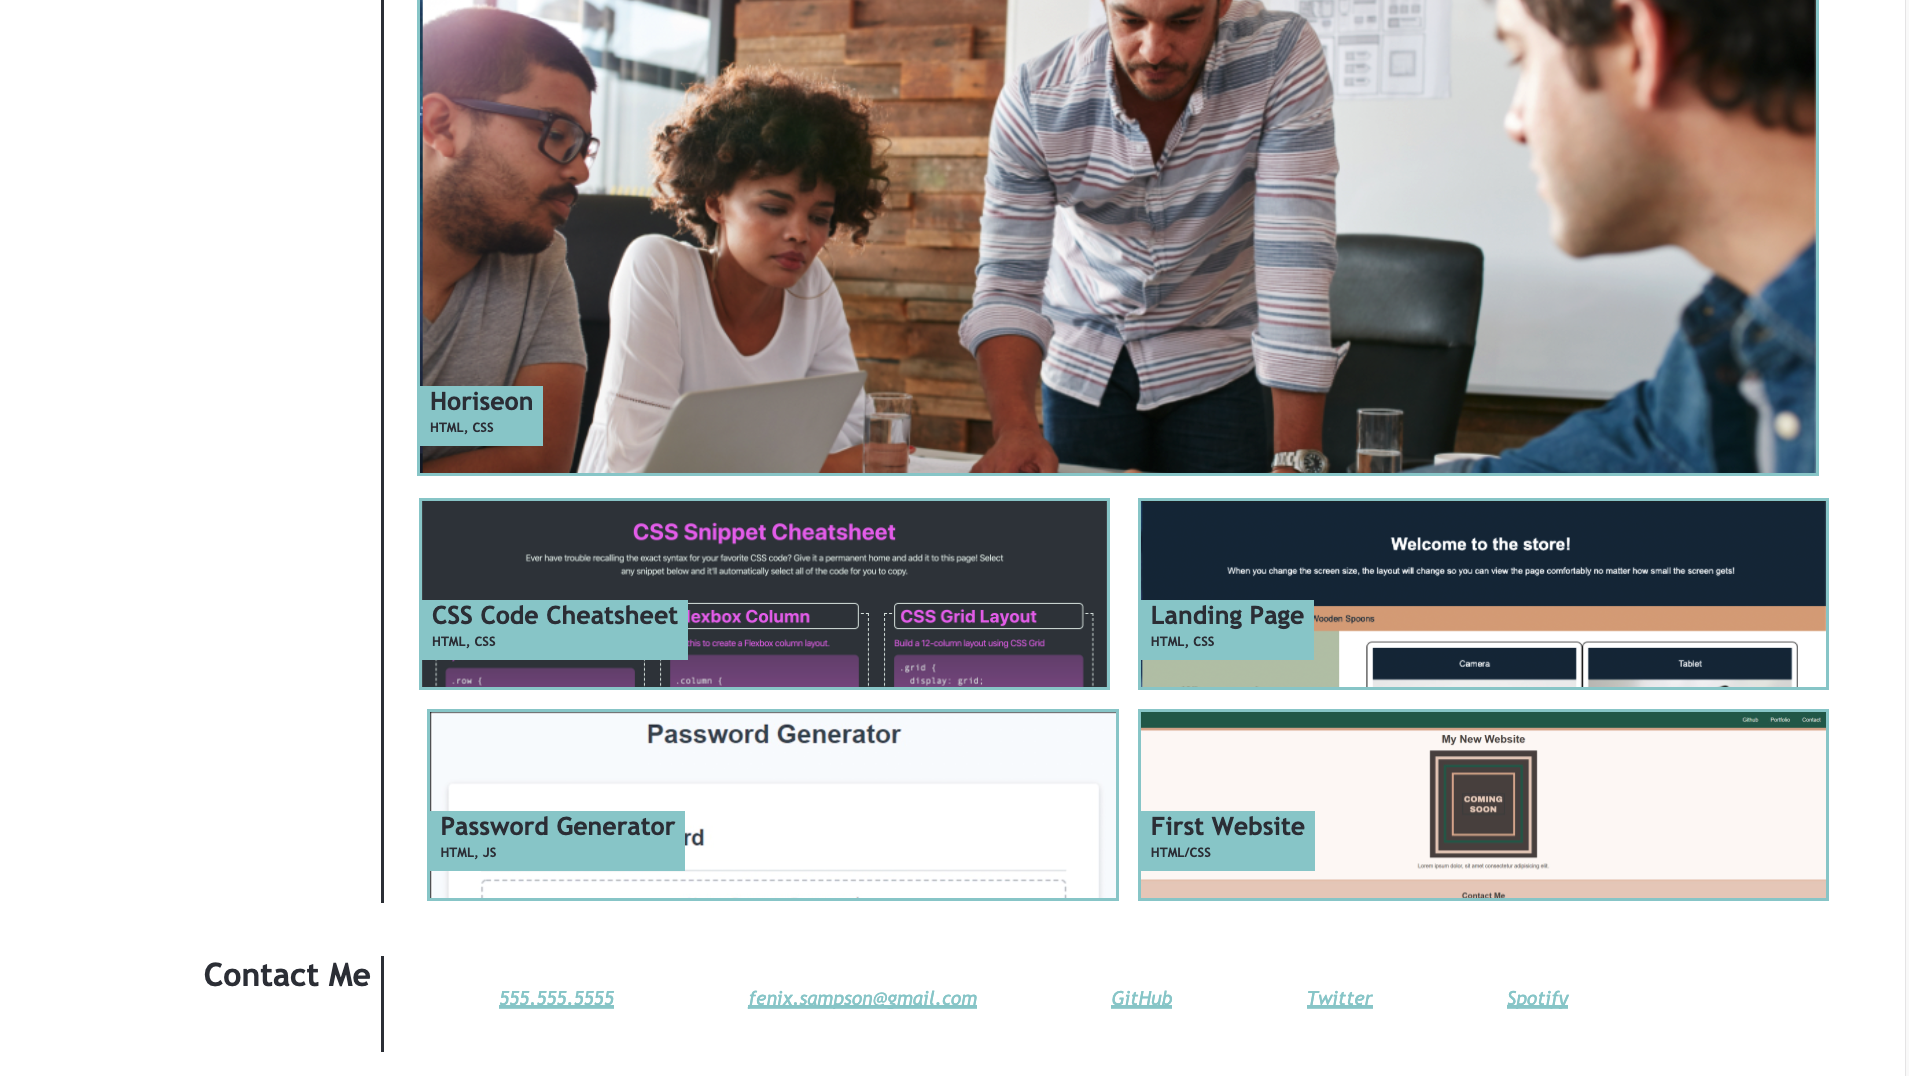 Horiseon
HTML, CSS
CSS Snippet Cheatsheet
Ever have trouble recalling the exact syntax for your favorite CSS code? Give it a permanent home and add it to this page! Select
any snippet below and it'll automatically select all of the code for you to copy.
CSS Code Cheatsheet
HTML, CSS
lexbox Column
this to create a Flexbox column layout.
CSS Grid Layout
Build a 12-column layout using CSS Grid
.row {
.column {
.grid {
display: grid;
Welcome to the store!
When you change the screen size, the layout will change so you can view the page comfortably no matter how small the screen gets!
Landing Page
HTML, CSS
Wooden Spoons
Camera
Tablet
Password Generator
Password Generator
HTML, JS
rd
Github Portfolio Contact
My New Website
COMING
SOON
First Website
HTML/CSS
Lorem ipsum dolor, sit amet consectetur adipisicing elit.
Contact Me
Contact Me
555.555.5555 fenix.sampson@gmail.com GitHub Twitter Spotify